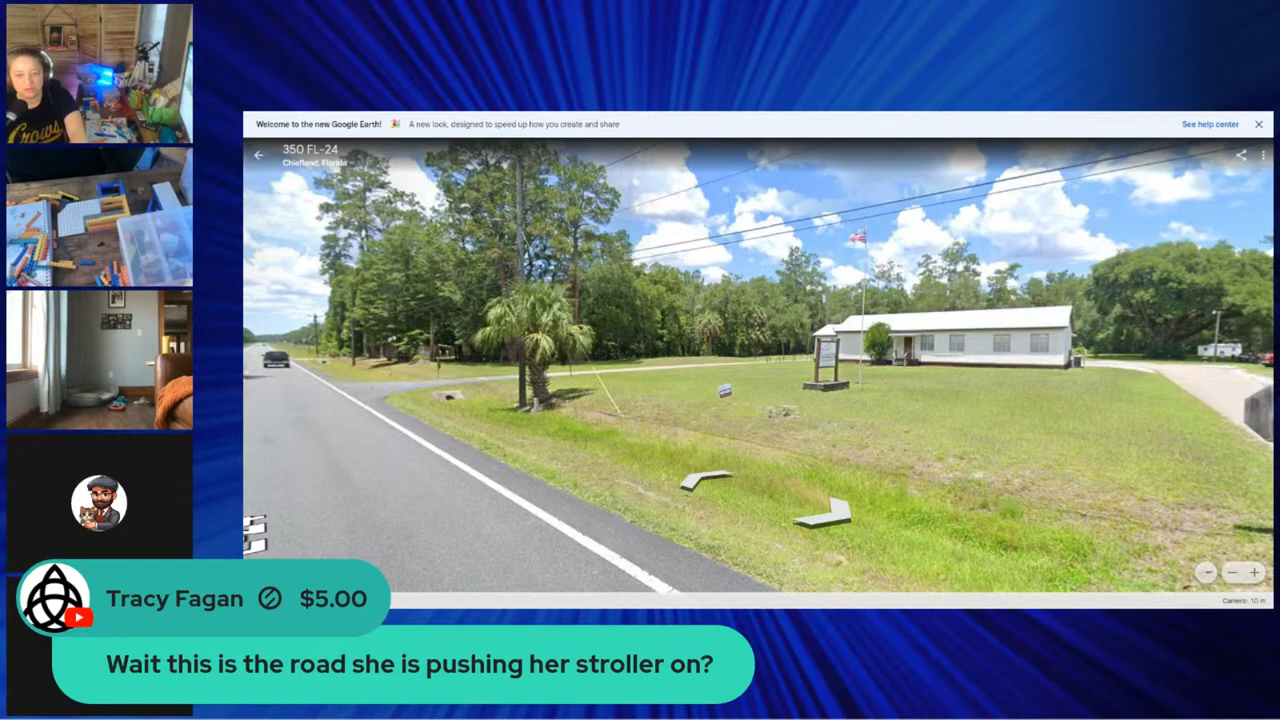 Crows
Welcome to the new Google Earth! 🎉 A new look, designed to speed up how you create and share
See help center
350 FL-24
Chiefland, Florida
Camera: 10 m
Tracy Fagan $5.00
Wait this is the road she is pushing her stroller on?